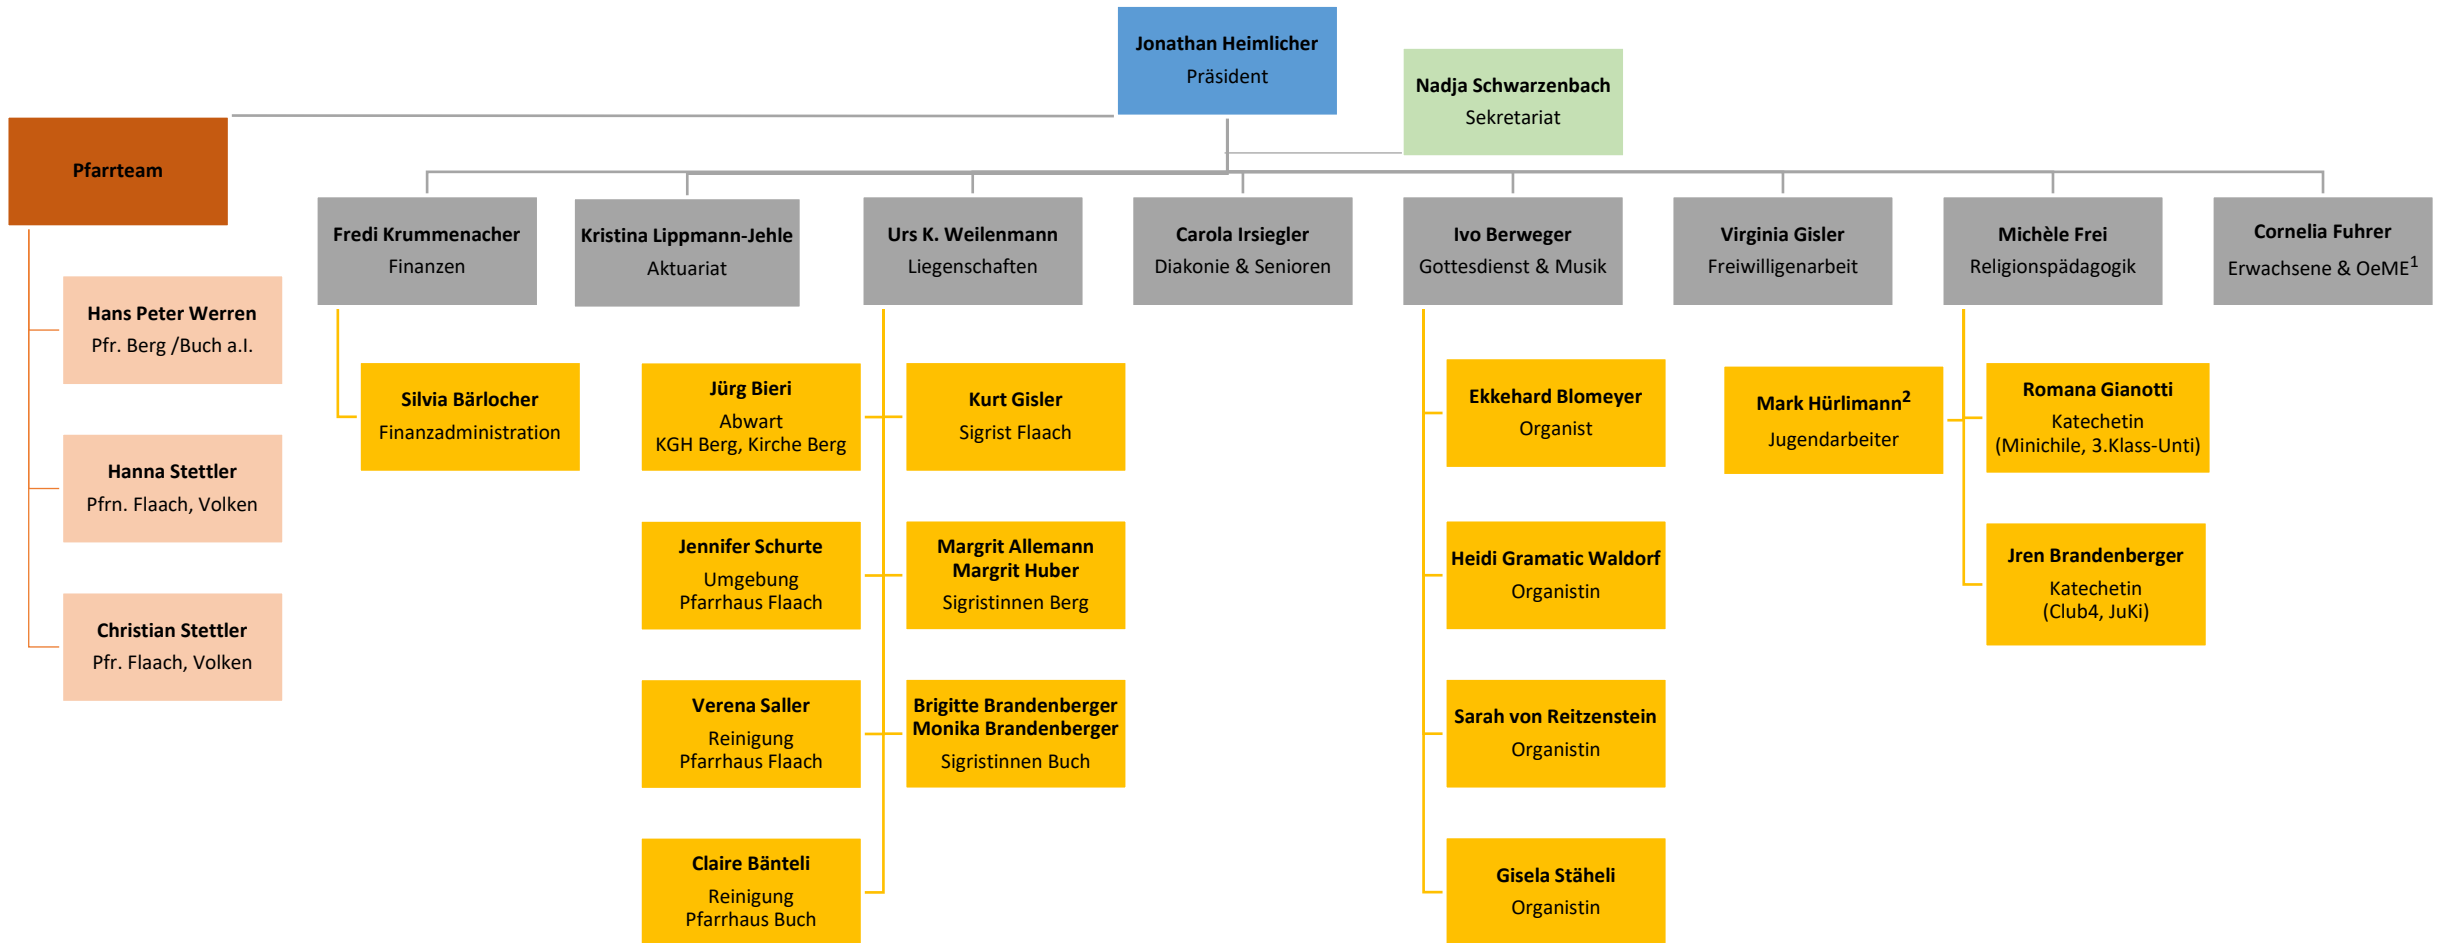 Jonathan Heimlicher
Präsident
Nadja Schwarzenbach
Sekretariat
Pfarrteam
Hans Peter Werren
Pfr. Berg /Buch a.I.
Hanna Stettler
Pfrn. Flaach, Volken
Christian Stettler
Pfr. Flaach, Volken
Fredi Krummenacher
Finanzen
Silvia Bärlocher
Finanzadministration
Kristina Lippmann-Jehle
Aktuariat
Urs K. Weilenmann
Liegenschaften
Jürg Bieri
Abwart
KGH Berg, Kirche Berg
Kurt Gisler
Sigrist Flaach
Jennifer Schurte
Umgebung
Pfarrhaus Flaach
Margrit Allemann
Margrit Huber
Sigristinnen Berg
Verena Saller
Reinigung
Pfarrhaus Flaach
Brigitte Brandenberger
Monika Brandenberger
Sigristinnen Buch
Claire Bänteli
Reinigung
Pfarrhaus Buch
Carola Irsiegler
Diakonie & Senioren
Ivo Berweger
Gottesdienst & Musik
Ekkehard Blomeyer
Organist
Heidi Gramatic Waldorf
Organistin
Sarah von Reitzenstein
Organistin
Gisela Stäheli
Organistin
Virginia Gisler
Freiwilligenarbeit
Michèle Frei
Religionspädagogik
Mark Hürlimann²
Jugendarbeiter
Romana Gianotti
Katechetin
(Minichile, 3.Klass-Unti)
Jren Brandenberger
Katechetin
(Club4, JuKi)
Cornelia Fuhrer
Erwachsene & OeME¹